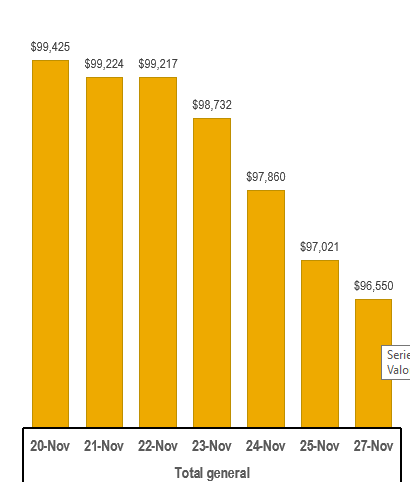 $99,425
$99,224 $99,217
$98,732
$97,860
$97,021
$96,550
Serie
Valo
20-Nov 21-Nov 22-Nov 23-Nov 24-Nov 25-Nov 27-Nov
Total general